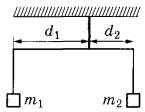 d₁ d₂
m₁ m₂